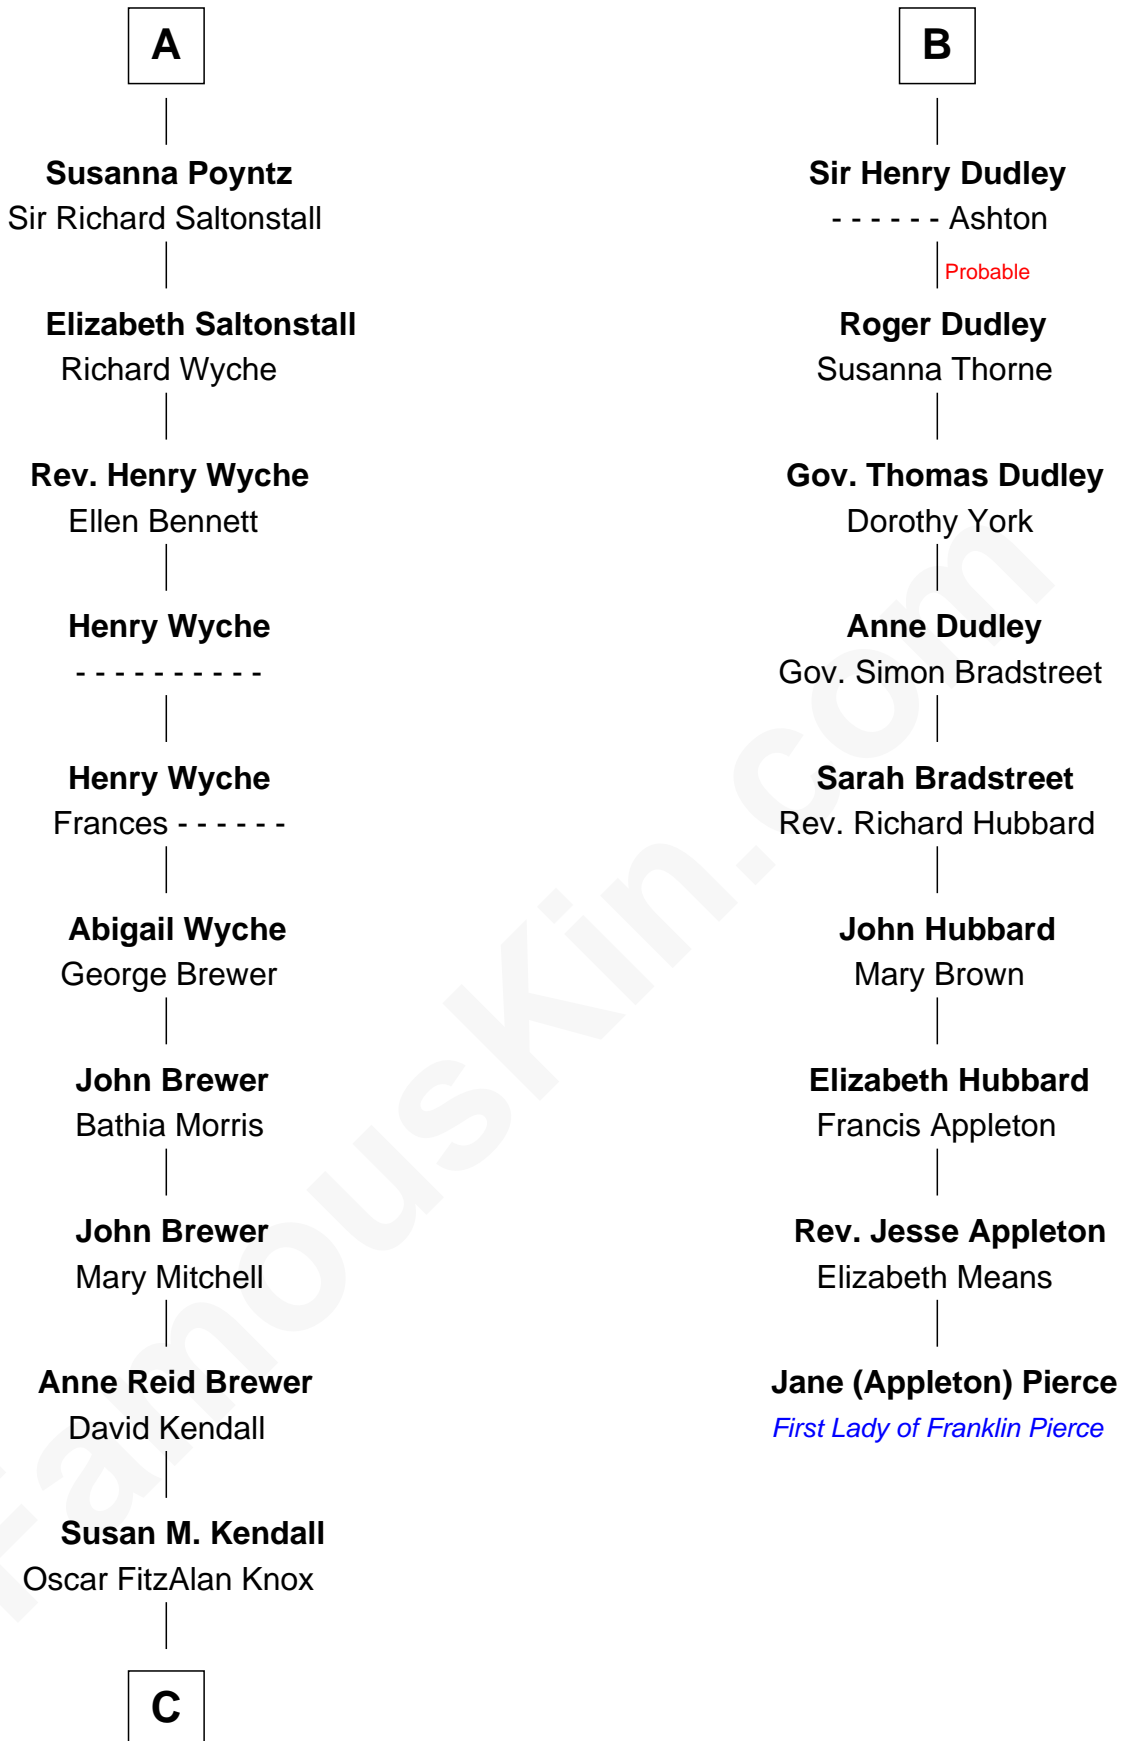 A
Susanna Poyntz
Sir Richard Saltonstall
Elizabeth Saltonstall
Richard Wyche
Rev. Henry Wyche
Ellen Bennett
Henry Wyche
- - - - - - - - - -
Henry Wyche
Frances - - - - - -
Abigail Wyche
George Brewer
John Brewer
Bathia Morris
John Brewer
Mary Mitchell
Anne Reid Brewer
David Kendall
Susan M. Kendall
Oscar FitzAlan Knox
C
B
Sir Henry Dudley
- - - - - - Ashton
Probable
Roger Dudley
Susanna Thorne
Gov. Thomas Dudley
Dorothy York
Anne Dudley
Gov. Simon Bradstreet
Sarah Bradstreet
Rev. Richard Hubbard
John Hubbard
Mary Brown
Elizabeth Hubbard
Francis Appleton
Rev. Jesse Appleton
Elizabeth Means
Jane (Appleton) Pierce
First Lady of Franklin Pierce
FamousKin.com